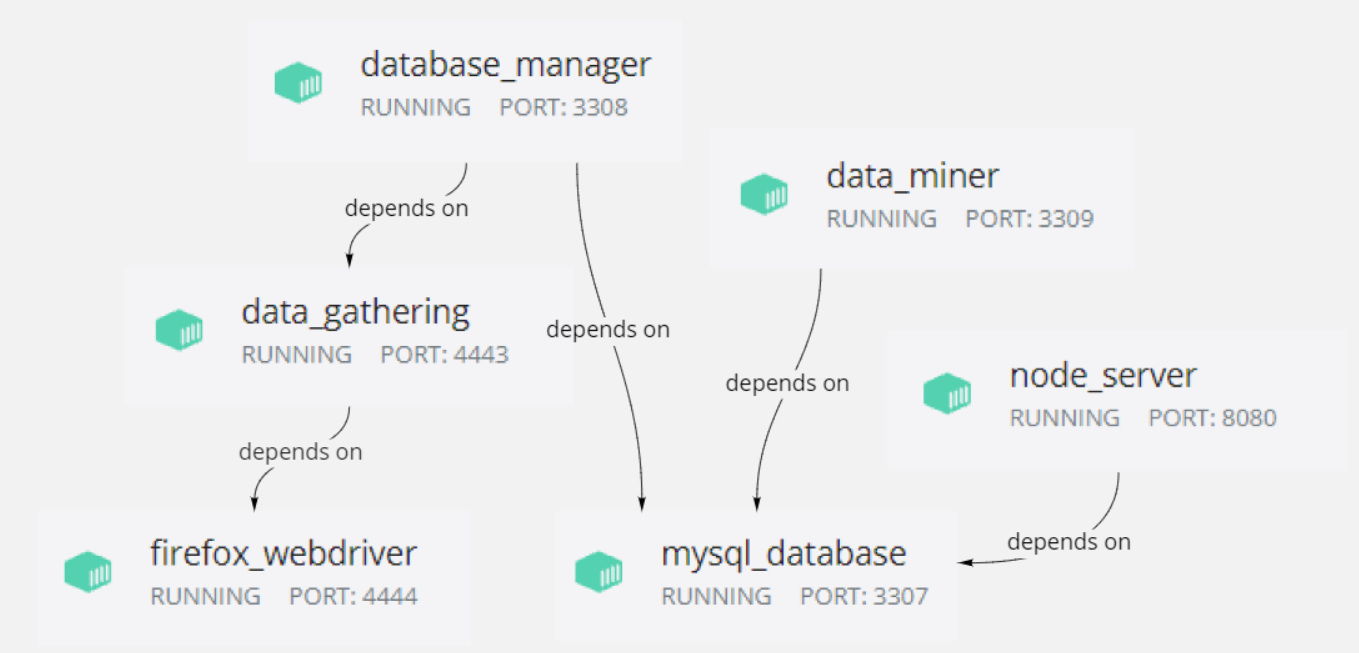 database_manager
RUNNING PORT: 3308
data_miner
RUNNING PORT: 3309
depends on
data_gathering
RUNNING PORT: 4443
depends on
depends on
node_server
RUNNING PORT: 8080
depends on
firefox_webdriver
RUNNING PORT: 4444
mysql_database
RUNNING PORT: 3307
depends on